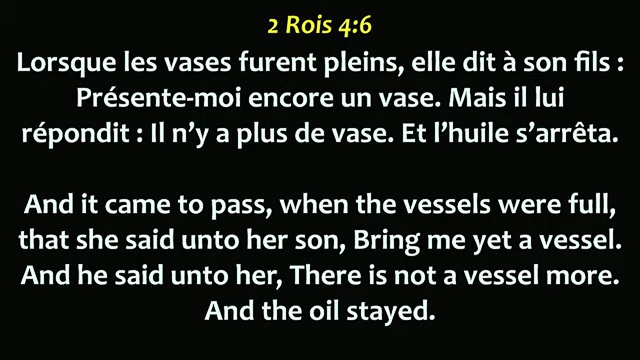 2 Rois 4:6
Lorsque les vases furent pleins, elle dit à son fils :
Présente-moi encore un vase. Mais il lui
répondit : Il n’y a plus de vase. Et l’huile s’arrêta.
And it came to pass, when the vessels were full,
that she said unto her son, Bring me yet a vessel.
And he said unto her, There is not a vessel more.
And the oil stayed.